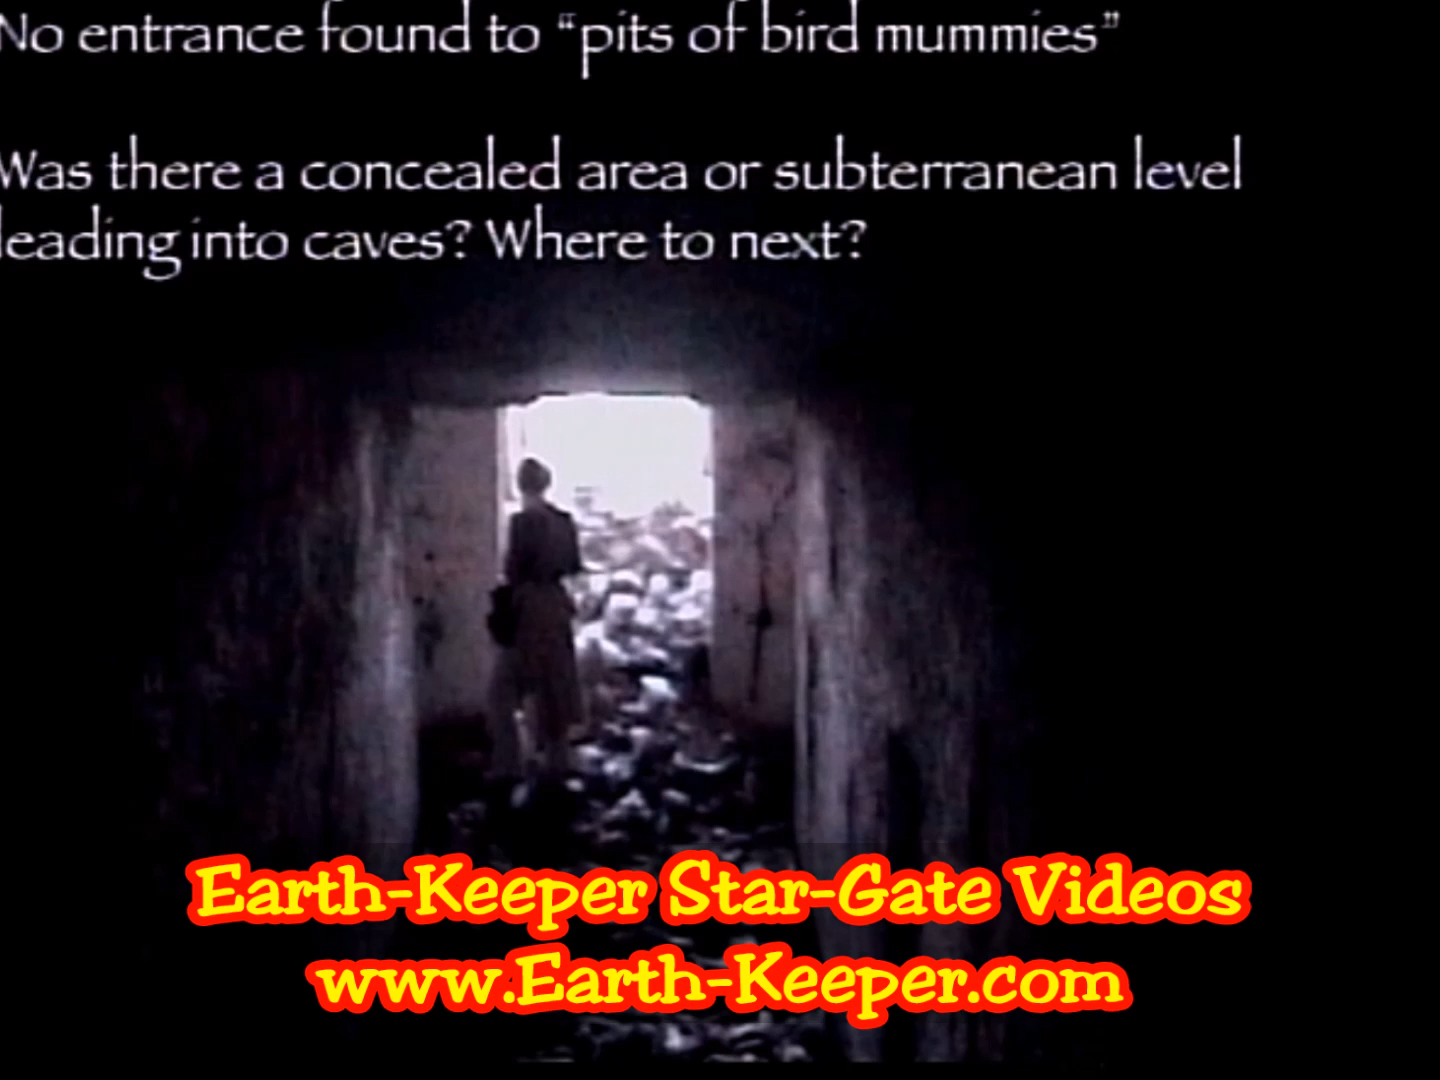 No entrance found to “pits of bird mummies”
Was there a concealed area or subterranean level
leading into caves? Where to next?
Earth-Keeper Star-Gate Videos
www.Earth-Keeper.com